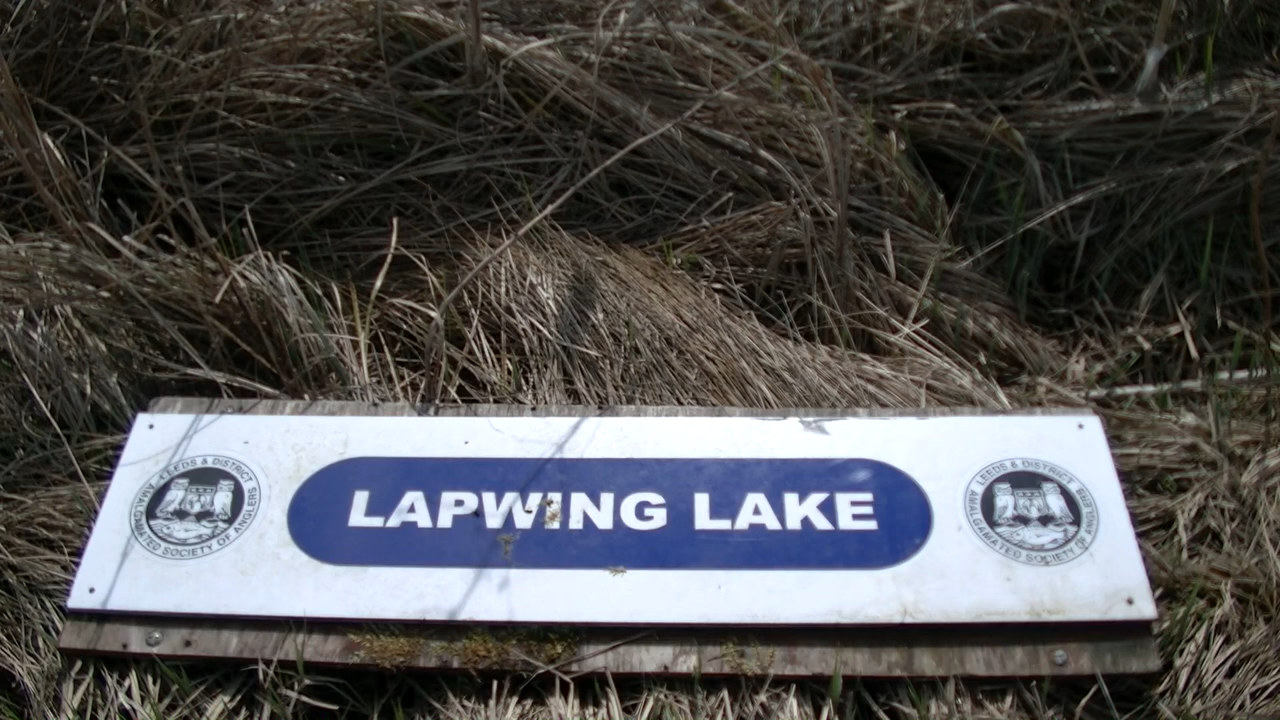 LEEDS & DISTRICT
AMALGAMATED SOCIETY OF ANGLERS
LAPWING LAKE
LEEDS & DISTRICT
AMALGAMATED SOCIETY OF ANGLERS